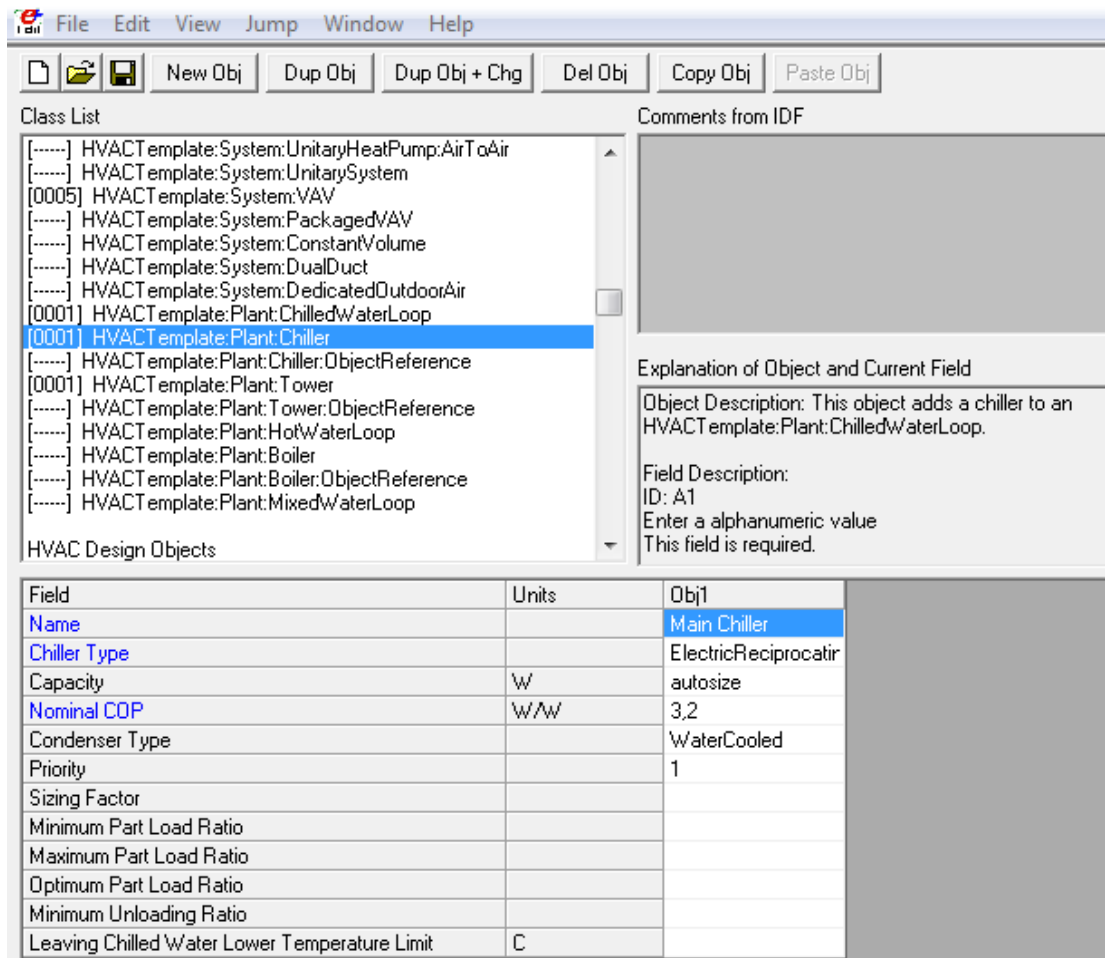 File Edit View Jump Window Help
New Obj Dup Obj Dup Obj + Chg Del Obj Copy Obj Paste Obj
Class List
[------] HVACTemplate:System:UnitaryHeatPump:AirToAir
[------] HVACTemplate:System:UnitarySystem
[0005] HVACTemplate:System:VAV
[------] HVACTemplate:System:PackagedVAV
[------] HVACTemplate:System:ConstantVolume
[------] HVACTemplate:System:DualDuct
[------] HVACTemplate:System:DedicatedOutdoorAir
[0001] HVACTemplate:Plant:ChilledWaterLoop
[0001] HVACTemplate:Plant:Chiller
[------] HVACTemplate:Plant:Chiller:ObjectReference
[0001] HVACTemplate:Plant:Tower
[------] HVACTemplate:Plant:Tower:ObjectReference
[------] HVACTemplate:Plant:HotWaterLoop
[------] HVACTemplate:Plant:Boiler
[------] HVACTemplate:Plant:Boiler:ObjectReference
[------] HVACTemplate:Plant:MixedWaterLoop
HVAC Design Objects
Comments from IDF
Explanation of Object and Current Field
Object Description: This object adds a chiller to an
HVACTemplate:Plant:ChilledWaterLoop.
Field Description:
ID: A1
Enter a alphanumeric value
This field is required.
Field Units Obj1
Name Main Chiller
Chiller Type ElectricReciprocatin
Capacity W autosize
Nominal COP W/W 3,2
Condenser Type WaterCooled
Priority 1
Sizing Factor
Minimum Part Load Ratio
Maximum Part Load Ratio
Optimum Part Load Ratio
Minimum Unloading Ratio
Leaving Chilled Water Lower Temperature Limit C